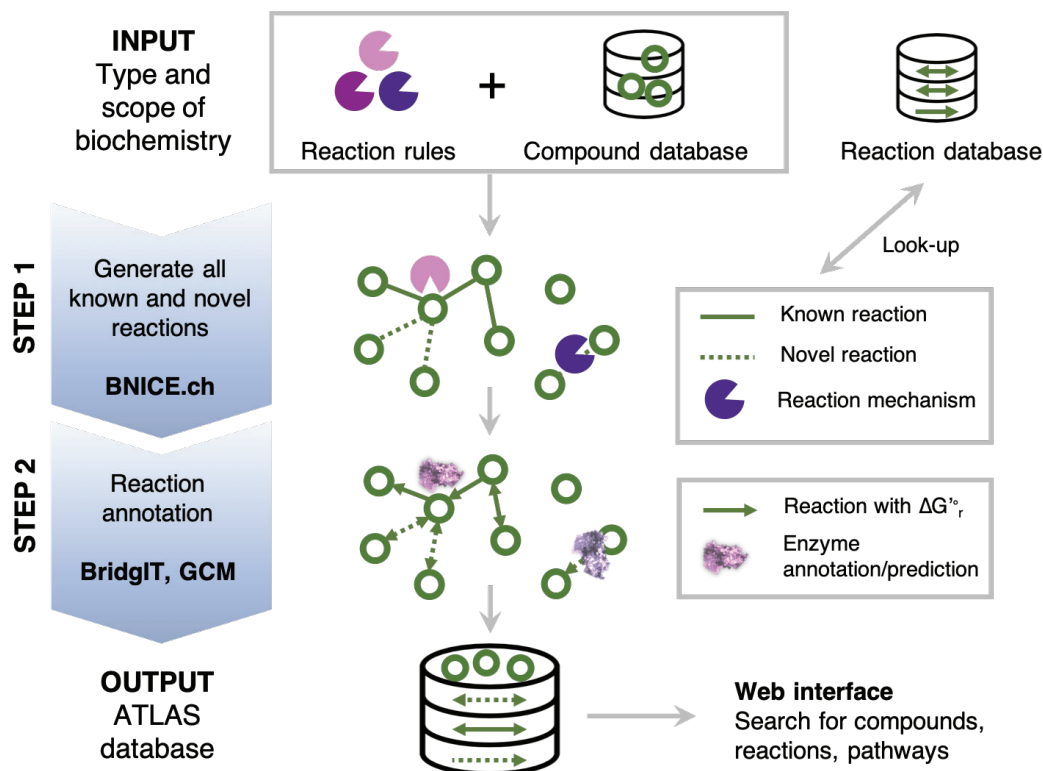 INPUT
Type and
scope of
biochemistry
+
Reaction rules
Compound database
Reaction database
Look-up
STEP 1
Generate all
known and novel
reactions
BNICE.ch
Known reaction
Novel reaction
Reaction mechanism
STEP 2
Reaction
annotation
BridgIT, GCM
Reaction with ΔG'°r
Enzyme
annotation/prediction
OUTPUT
ATLAS
database
Web interface
Search for compounds,
reactions, pathways